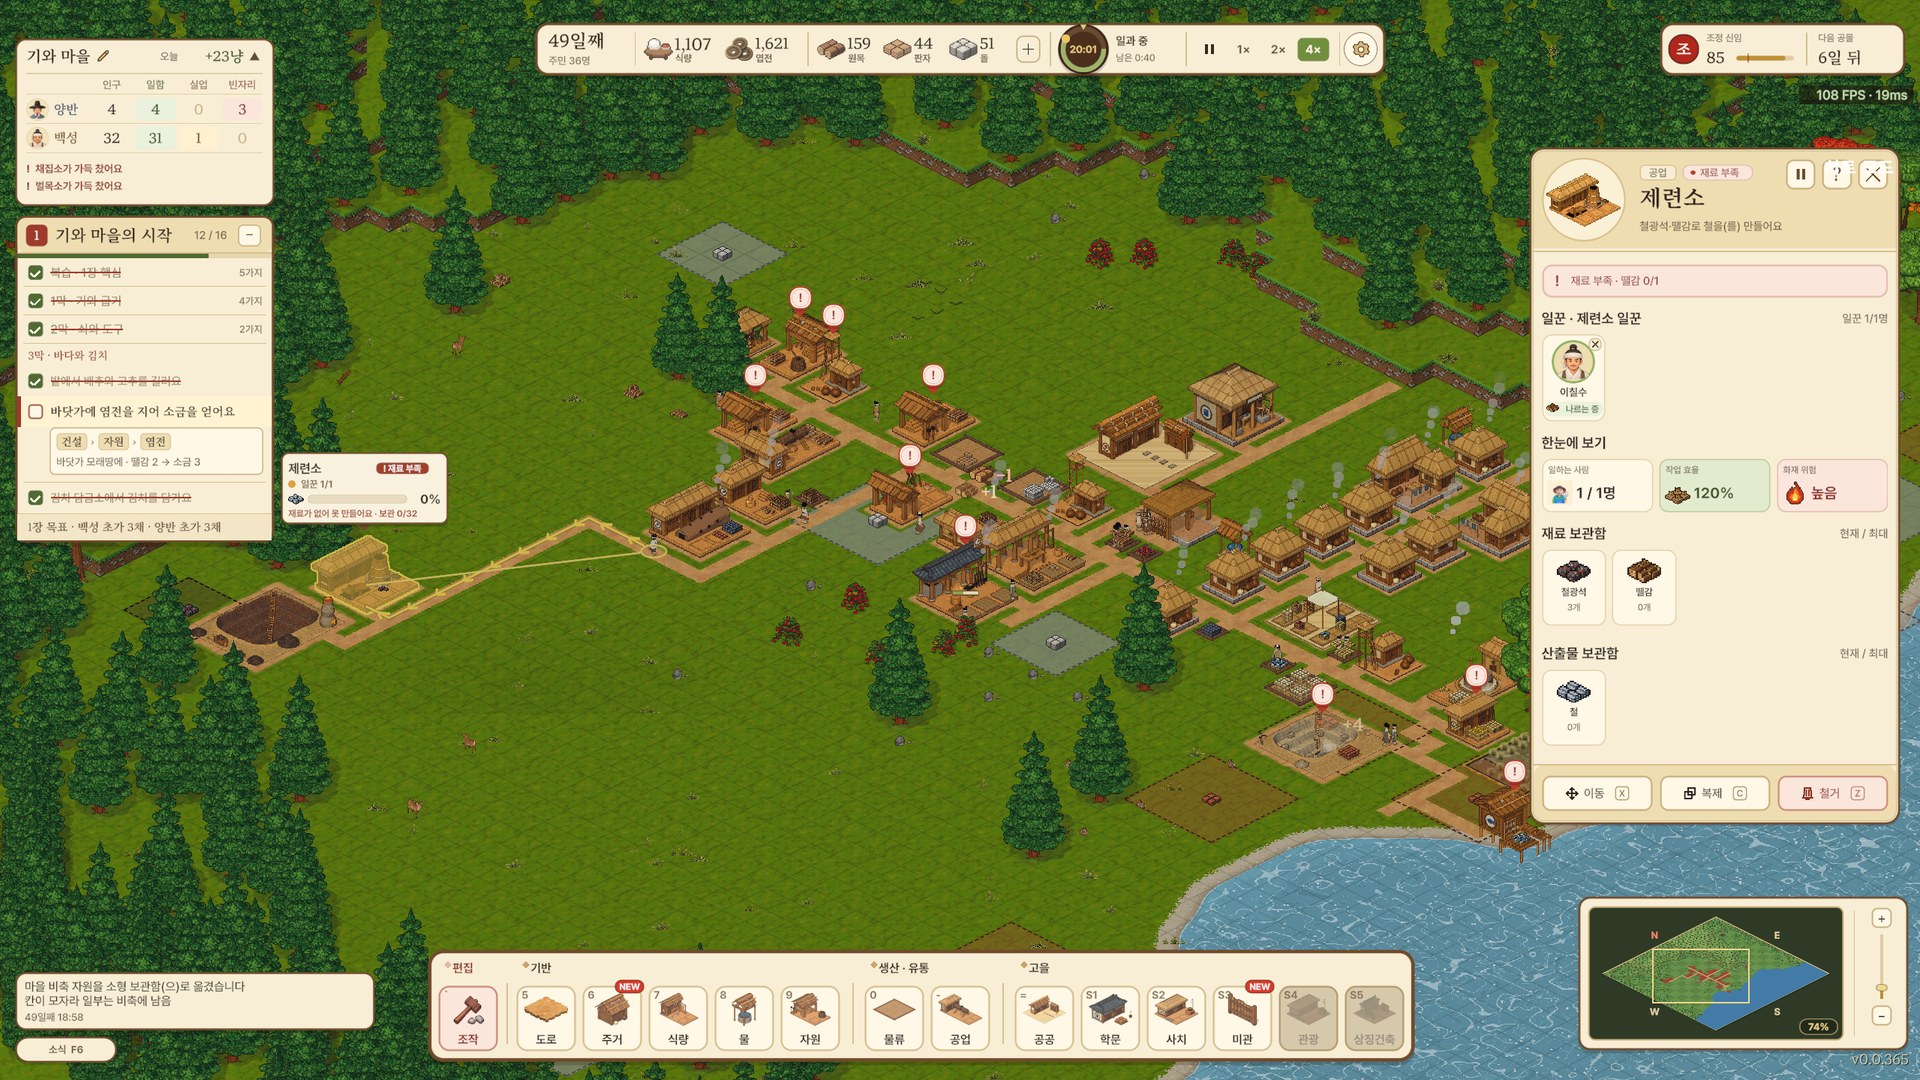 기와 마을
오늘
+23냥 ▲
인구 일함 실업 빈자리
양반 4 4 0 3
백성 32 31 1 0
! 채집소가 가득 찼어요
! 벌목소가 가득 찼어요
1 기와 마을의 시작 12 / 16 −
복습 · 1장 핵심 5가지
1막 · 기와 굽기 4가지
2막 · 쇠와 도구 2가지
3막 · 바다와 김치
밭에서 배추와 고추를 길러요
바닷가에 염전을 지어 소금을 얻어요
건설 › 자원 › 염전
바닷가 모래땅에 · 땔감 2 → 소금 3
김치 담금소에서 김치를 담가요
1장 목표 · 백성 초가 3채 · 양반 초가 3채
49일째
주민 36명
1,107 식량
1,621 엽전
159 원목
44 판자
51 돌
+
20:01
일과 중
남은 0:40
1× 2× 4×
조
조정 신임
85
다음 공물
6일 뒤
108 FPS · 19ms
제련소
! 재료 부족
일꾼 1/1
0%
재료가 없어 못 만들어요 · 보관 0/32
+1
+4
공업
재료 부족
?
제련소
철광석·땔감로 철을(를) 만들어요
! 재료 부족 · 땔감 0/1
일꾼 · 제련소 일꾼
일꾼 1/1명
이칠수
나르는 중
한눈에 보기
일하는 사람
1 / 1명
작업 효율
120%
화재 위험
높음
재료 보관함
현재 / 최대
철광석
3개
땔감
0개
산출물 보관함
현재 / 최대
철
0개
이동 X
복제 C
철거 Z
마을 비축 자원을 소형 보관함(으)로 옮겼습니다
칸이 모자라 일부는 비축에 남음
49일째 18:58
소식 F6
편집
기반
생산 · 유통
고을
조작
5 도로
6 NEW 주거
7 식량
8 물
9 자원
0 물류
- 공업
= 공공
S1 학문
S2 사치
S3 NEW 미관
S4 관광
S5 상징건축
N
E
W
S
74%
+
−
v0.0.365